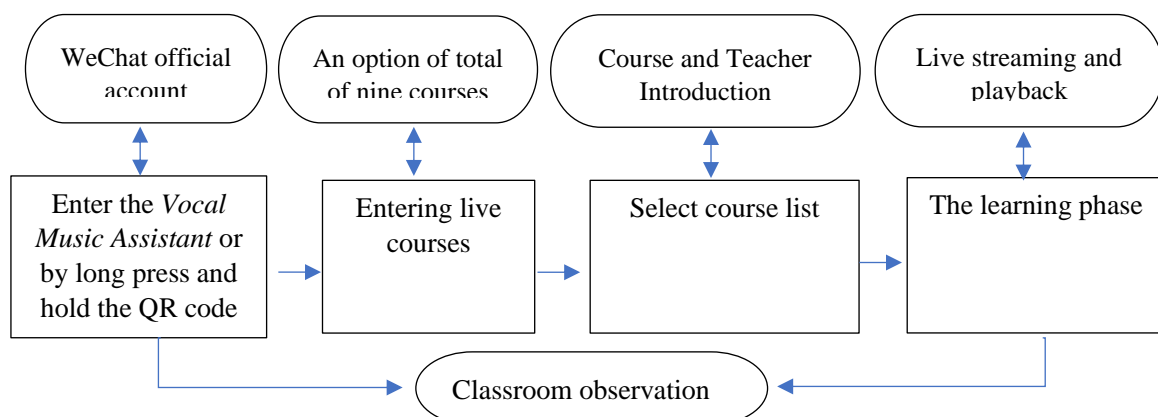 WeChat official
account
An option of total
of nine courses
Course and Teacher
Introduction
Live streaming and
playback
Enter the Vocal
Music Assistant or
by long press and
hold the QR code
Entering live
courses
Select course list
The learning phase
Classroom observation